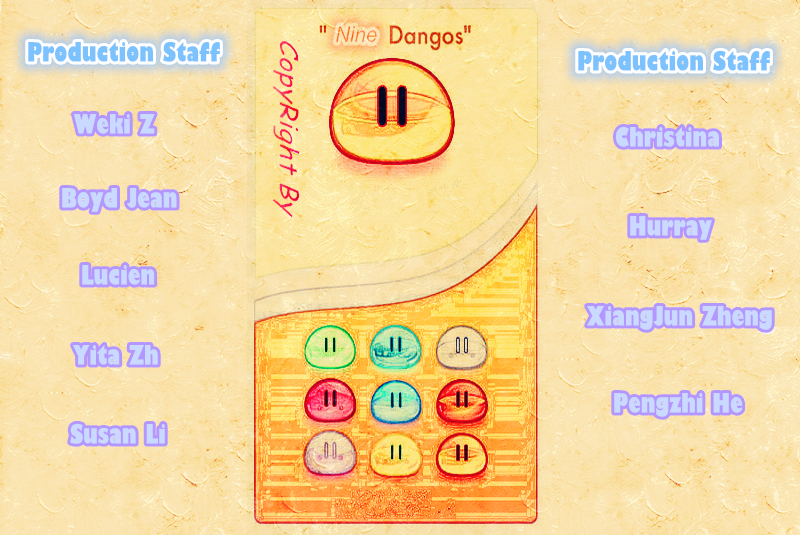 Production Staff
Weki Z
Boyd Jean
Lucien
Yita Zh
Susan Li
" Nine Dangos"
CopyRight By
Production Staff
Christina
Hurray
XiangJun Zheng
Pengzhi He